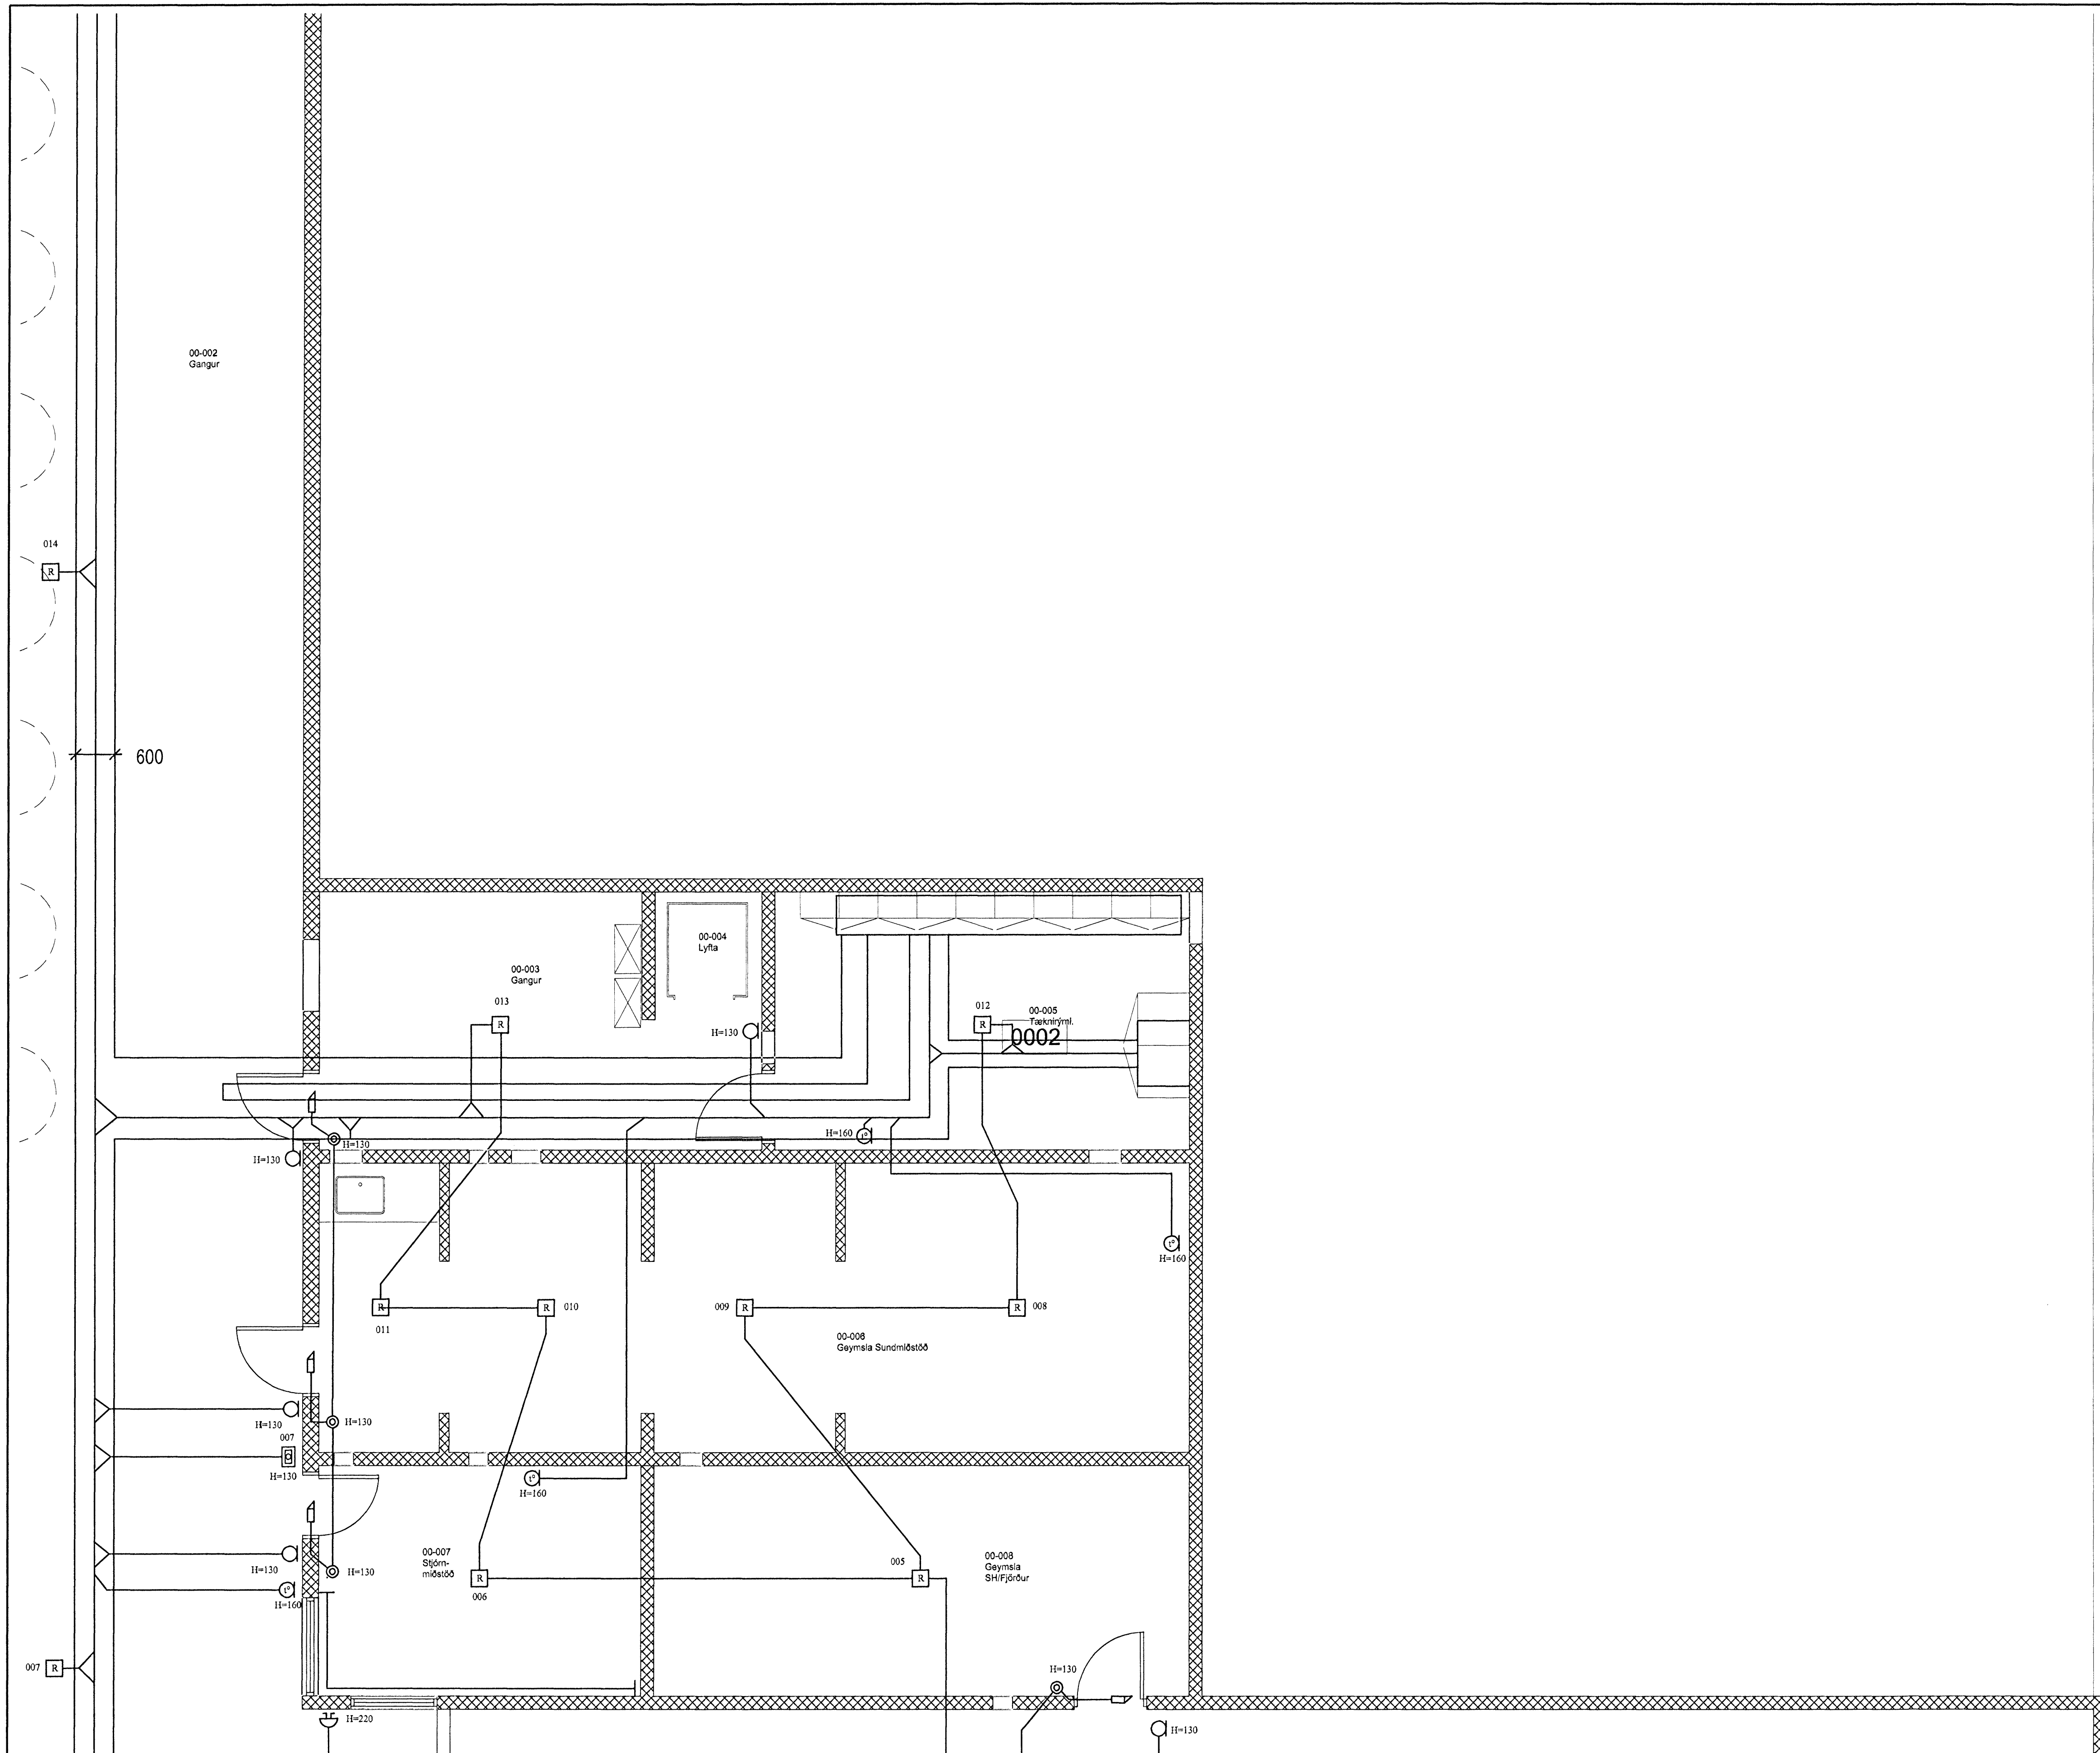 00-002
Gangur
014
R
600
00-004
Lyfta
00-003
Gangur
013
R
H=130
012
R
00-005
Tæknirými.
0002
H=130
H=130
H=160
t°
t°
H=160
R
011
R
010
009
R
R
008
00-006
Geymsla Sundmiðstöð
H=130
H=130
007
8
H=130
t°
H=160
H=130
H=130
t°
H=160
00-007
Stjórn-
miðstöð
R
006
005
R
00-008
Geymsla
SH/Fjörður
007
R
H=130
H=220
H=130